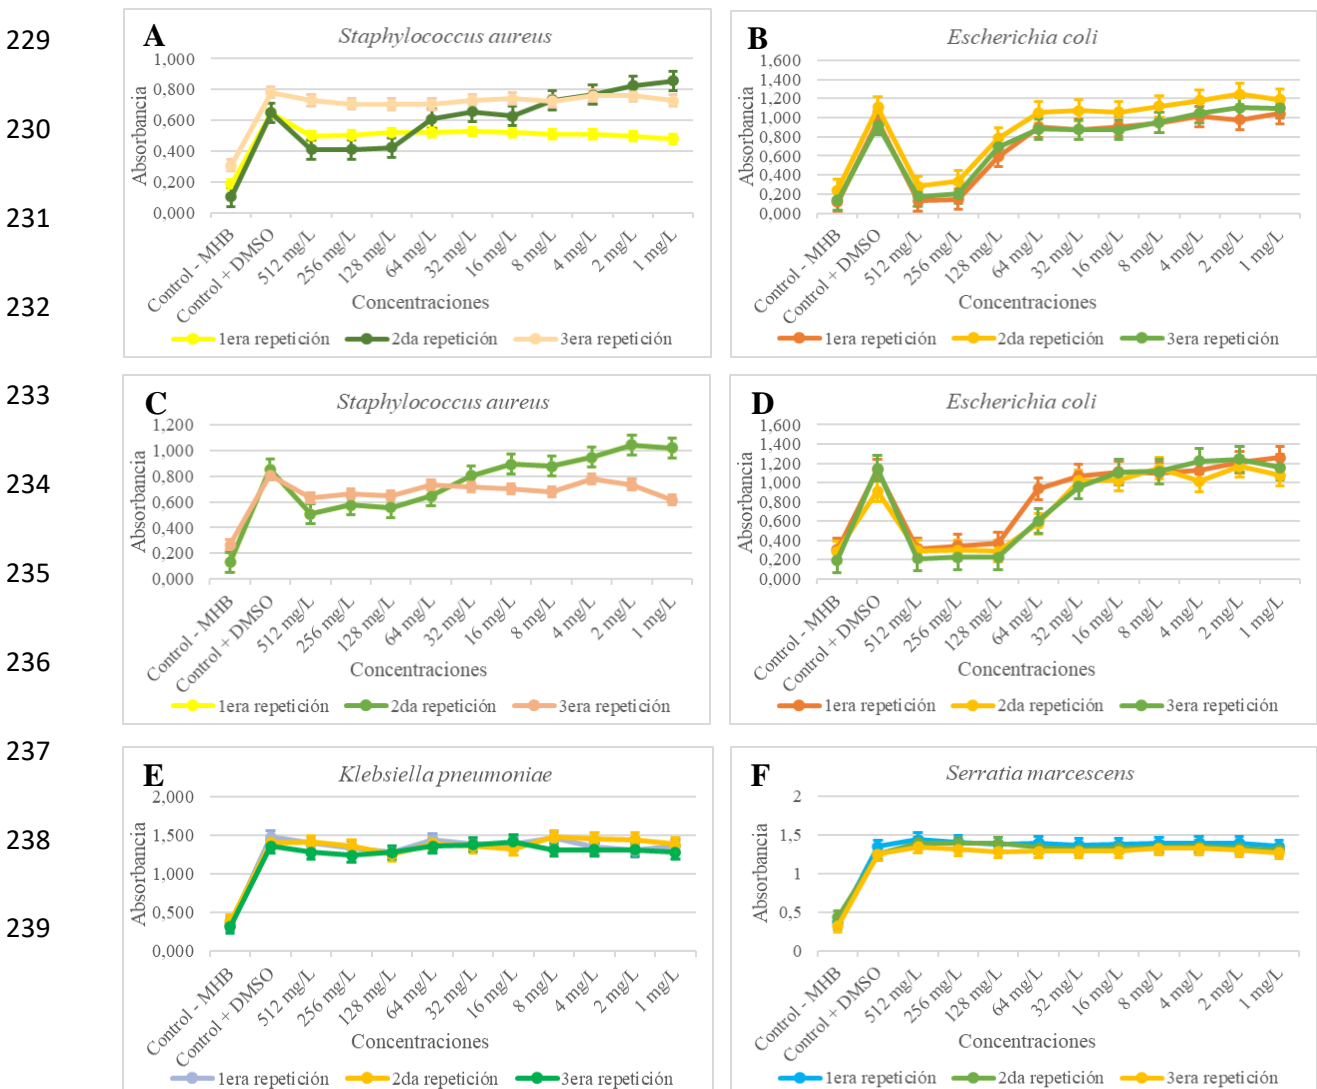 229
230
231
232
233
234
235
236
237
238
239
A
Staphylococcus aureus
Absorbancia
1,000
0,800
0,600
0,400
0,200
0,000
Control - MHB
Control + DMSO
512 mg/L
256 mg/L
128 mg/L
64 mg/L
32 mg/L
16 mg/L
8 mg/L
4 mg/L
2 mg/L
1 mg/L
Concentraciones
1era repetición 2da repetición 3era repetición
B
Escherichia coli
Absorbancia
1,600
1,400
1,200
1,000
0,800
0,600
0,400
0,200
0,000
Control - MHB
Control + DMSO
512 mg/L
256 mg/L
128 mg/L
64 mg/L
32 mg/L
16 mg/L
8 mg/L
4 mg/L
2 mg/L
1 mg/L
Concentraciones
1era repetición 2da repetición 3era repetición
C
Staphylococcus aureus
Absorbancia
1,200
1,000
0,800
0,600
0,400
0,200
0,000
Control - MHB
Control + DMSO
512 mg/L
256 mg/L
128 mg/L
64 mg/L
32 mg/L
16 mg/L
8 mg/L
4 mg/L
2 mg/L
1 mg/L
Concentraciones
1era repetición 2da repetición 3era repetición
D
Escherichia coli
Absorbancia
1,600
1,400
1,200
1,000
0,800
0,600
0,400
0,200
0,000
Control - MHB
Control + DMSO
512 mg/L
256 mg/L
128 mg/L
64 mg/L
32 mg/L
16 mg/L
8 mg/L
4 mg/L
2 mg/L
1 mg/L
Concentraciones
1era repetición 2da repetición 3era repetición
E
Klebsiella pneumoniae
Absorbancia
2,000
1,500
1,000
0,500
0,000
Control - MHB
Control + DMSO
512 mg/L
256 mg/L
128 mg/L
64 mg/L
32 mg/L
16 mg/L
8 mg/L
4 mg/L
2 mg/L
1 mg/L
Concentraciones
1era repetición 2da repetición 3era repetición
F
Serratia marcescens
Absorbancia
2
1,5
1
0,5
0
Control - MHB
Control + DMSO
512 mg/L
256 mg/L
128 mg/L
64 mg/L
32 mg/L
16 mg/L
8 mg/L
4 mg/L
2 mg/L
1 mg/L
Concentraciones
1era repetición 2da repetición 3era repetición